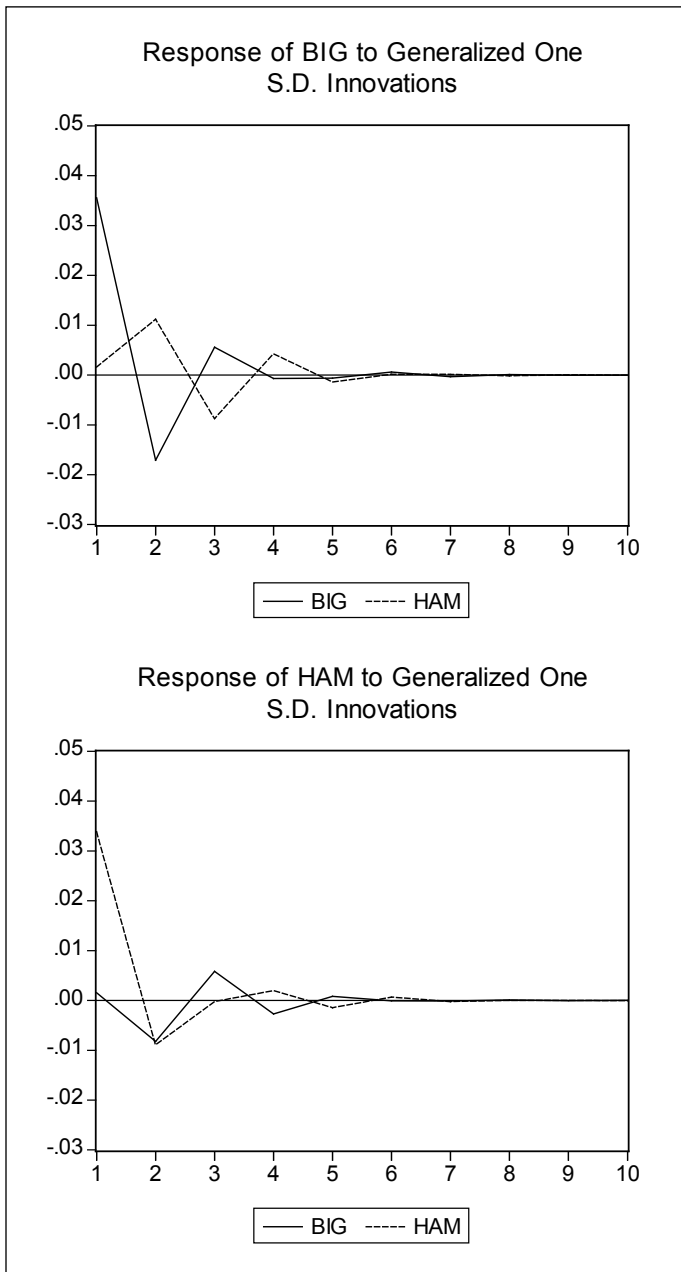 Response of BIG to Generalized One
S.D. Innovations
.05
.04
.03
.02
.01
.00
-.01
-.02
-.03
1 2 3 4 5 6 7 8 9 10
BIG HAM
Response of HAM to Generalized One
S.D. Innovations
.05
.04
.03
.02
.01
.00
-.01
-.02
-.03
1 2 3 4 5 6 7 8 9 10
BIG HAM